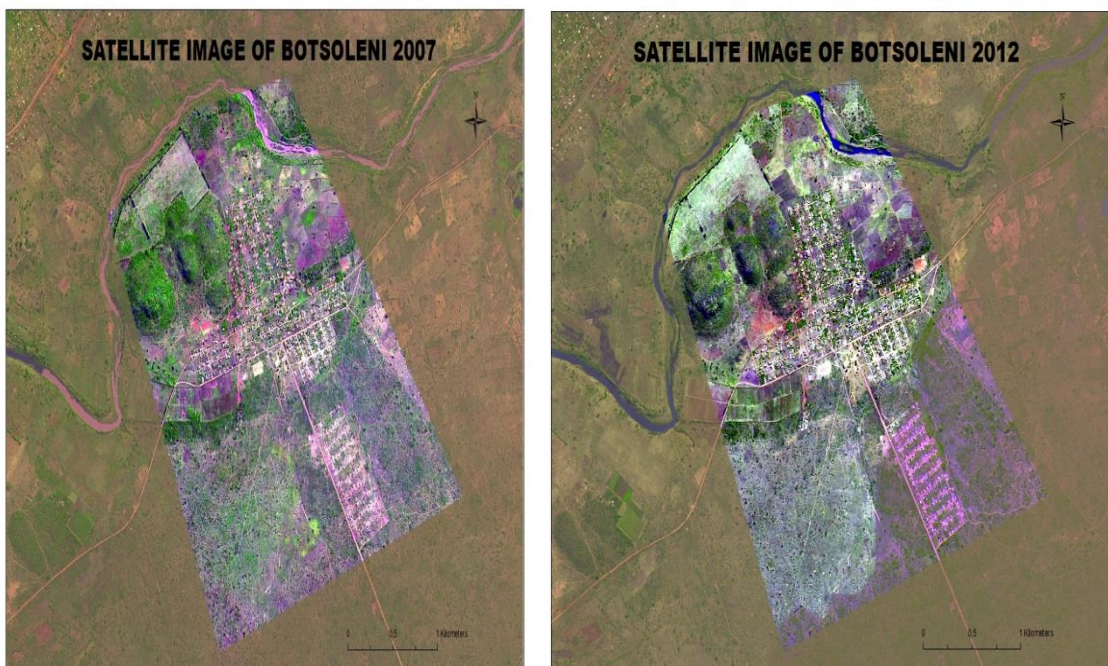 SATELLITE IMAGE OF BOTSOLENI 2007
N
0 0.5 1 Kilometers
SATELLITE IMAGE OF BOTSOLENI 2012
N
0 0.5 1 Kilometers